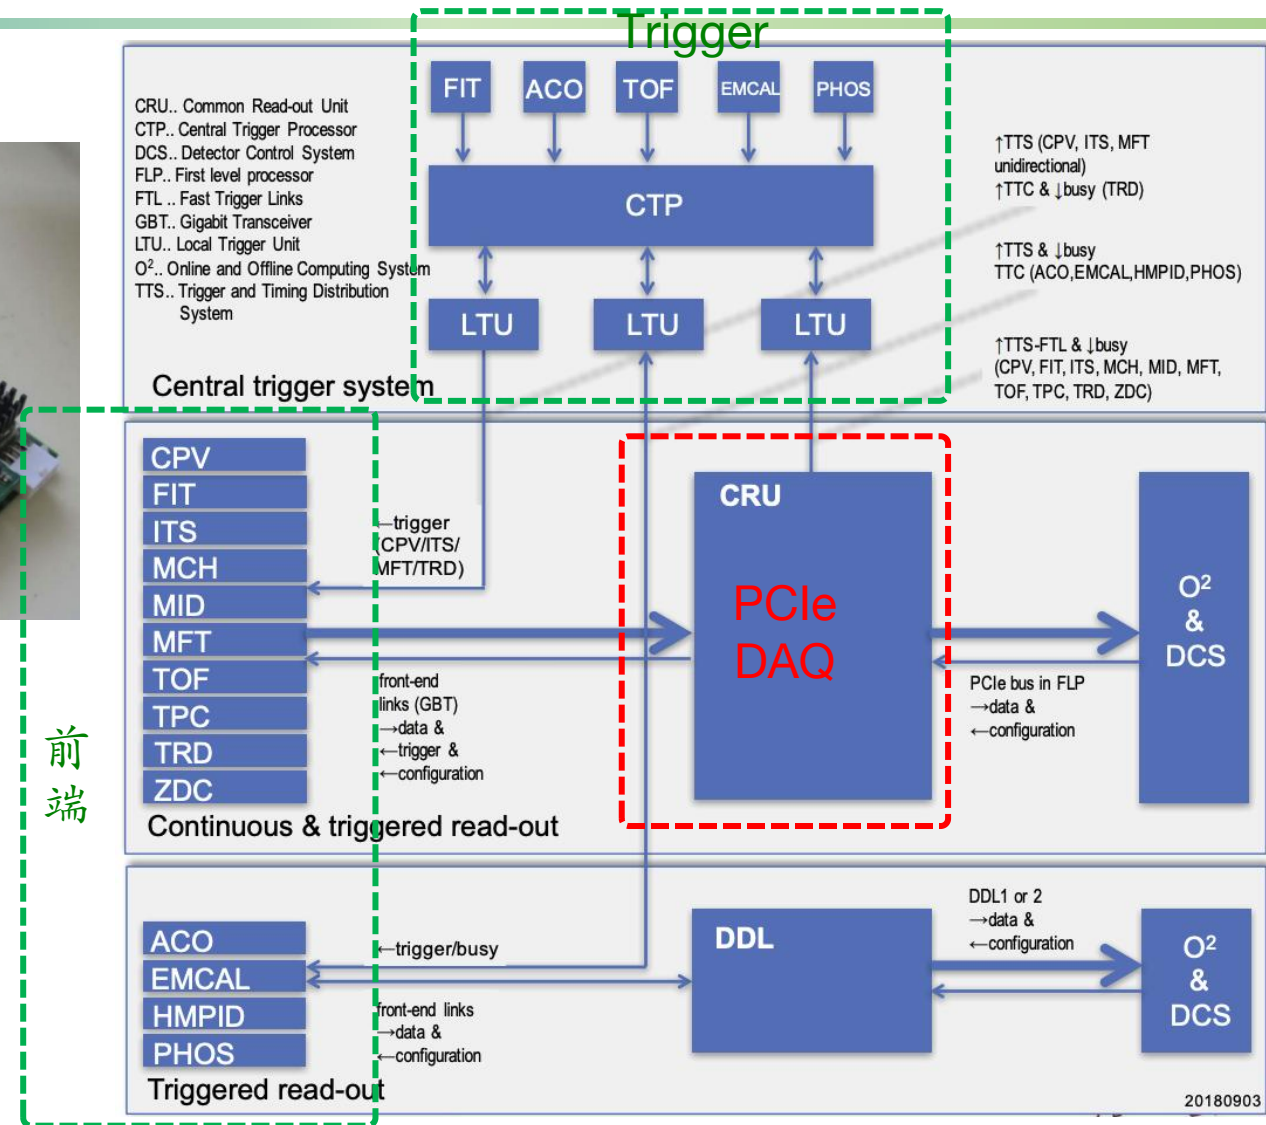 Trigger
FIT
ACO
TOF
EMCAL
PHOS
CRU.. Common Read-out Unit
CTP.. Central Trigger Processor
DCS.. Detector Control System
FLP.. First level processor
FTL .. Fast Trigger Links
GBT.. Gigabit Transceiver
LTU.. Local Trigger Unit
O².. Online and Offline Computing System
TTS.. Trigger and Timing Distribution
System
CTP
LTU
LTU
LTU
↑TTS (CPV, ITS, MFT
unidirectional)
↑TTC & ↓busy (TRD)
↑TTS & ↓busy
TTC (ACO,EMCAL,HMPID,PHOS)
↑TTS-FTL & ↓busy
(CPV, FIT, ITS, MCH, MID, MFT,
TOF, TPC, TRD, ZDC)
Central trigger system
前
端
CPV
FIT
ITS
MCH
MID
MFT
TOF
TPC
TRD
ZDC
←trigger
(CPV/ITS/
MFT/TRD)
front-end
links (GBT)
→data &
←trigger &
←configuration
CRU
PCIe
DAQ
PCIe bus in FLP
→data &
←configuration
O²
&
DCS
Continuous & triggered read-out
ACO
EMCAL
HMPID
PHOS
←trigger/busy
front-end links
→data &
←configuration
DDL
DDL1 or 2
→data &
←configuration
O²
&
DCS
Triggered read-out
20180903